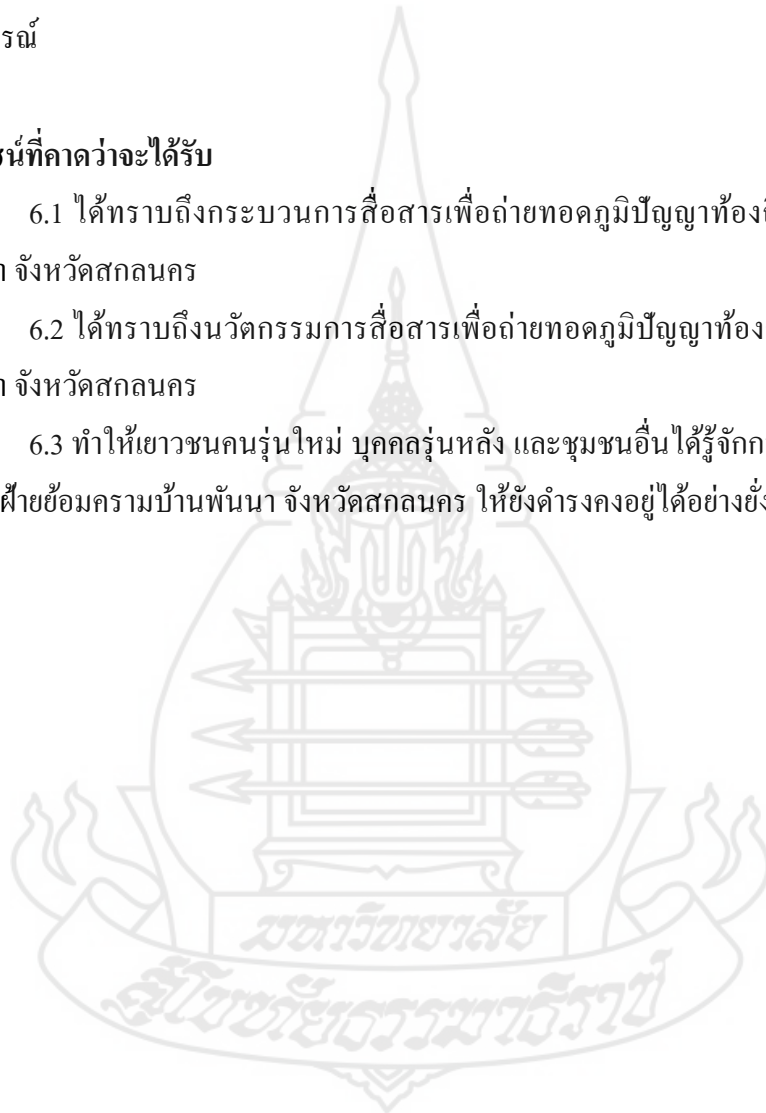 รณ์
ชน์ที่คาดว่าจะได้รับ
6.1 ได้ทราบถึงกระบวนการสื่อสารเพื่อถ่ายทอดภูมิปัญญาท้องถิ
จังหวัดสกลนคร
6.2 ได้ทราบถึงนวัตกรรมการสื่อสารเพื่อถ่ายทอดภูมิปัญญาท้อง
จังหวัดสกลนคร
6.3 ทำให้เยาวชนคนรุ่นใหม่ บุคคลรุ่นหลัง และชุมชนอื่นได้รู้จักก
ฝ้ายย้อมครามบ้านพันนา จังหวัดสกลนคร ให้ยังดำรงคงอยู่ได้อย่างยั่ง
มหาวิทยาลัย
สุโขทัยธรรมาธิราช